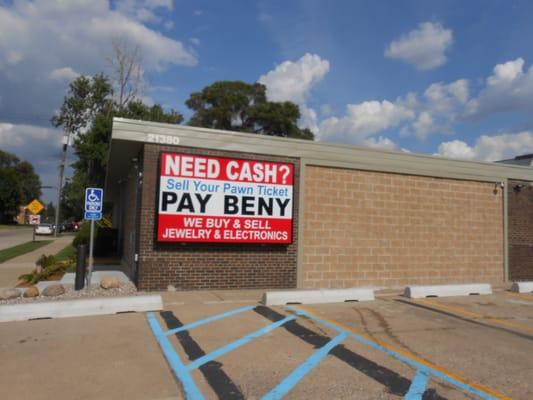 21380
NEED CASH?
Sell Your Pawn Ticket
PAY BENY
WE BUY & SELL
JEWELRY & ELECTRONICS